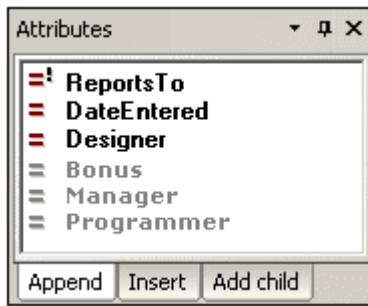 Attributes
ReportsTo
DateEntered
Designer
Bonus
Manager
Programmer
Append Insert Add child